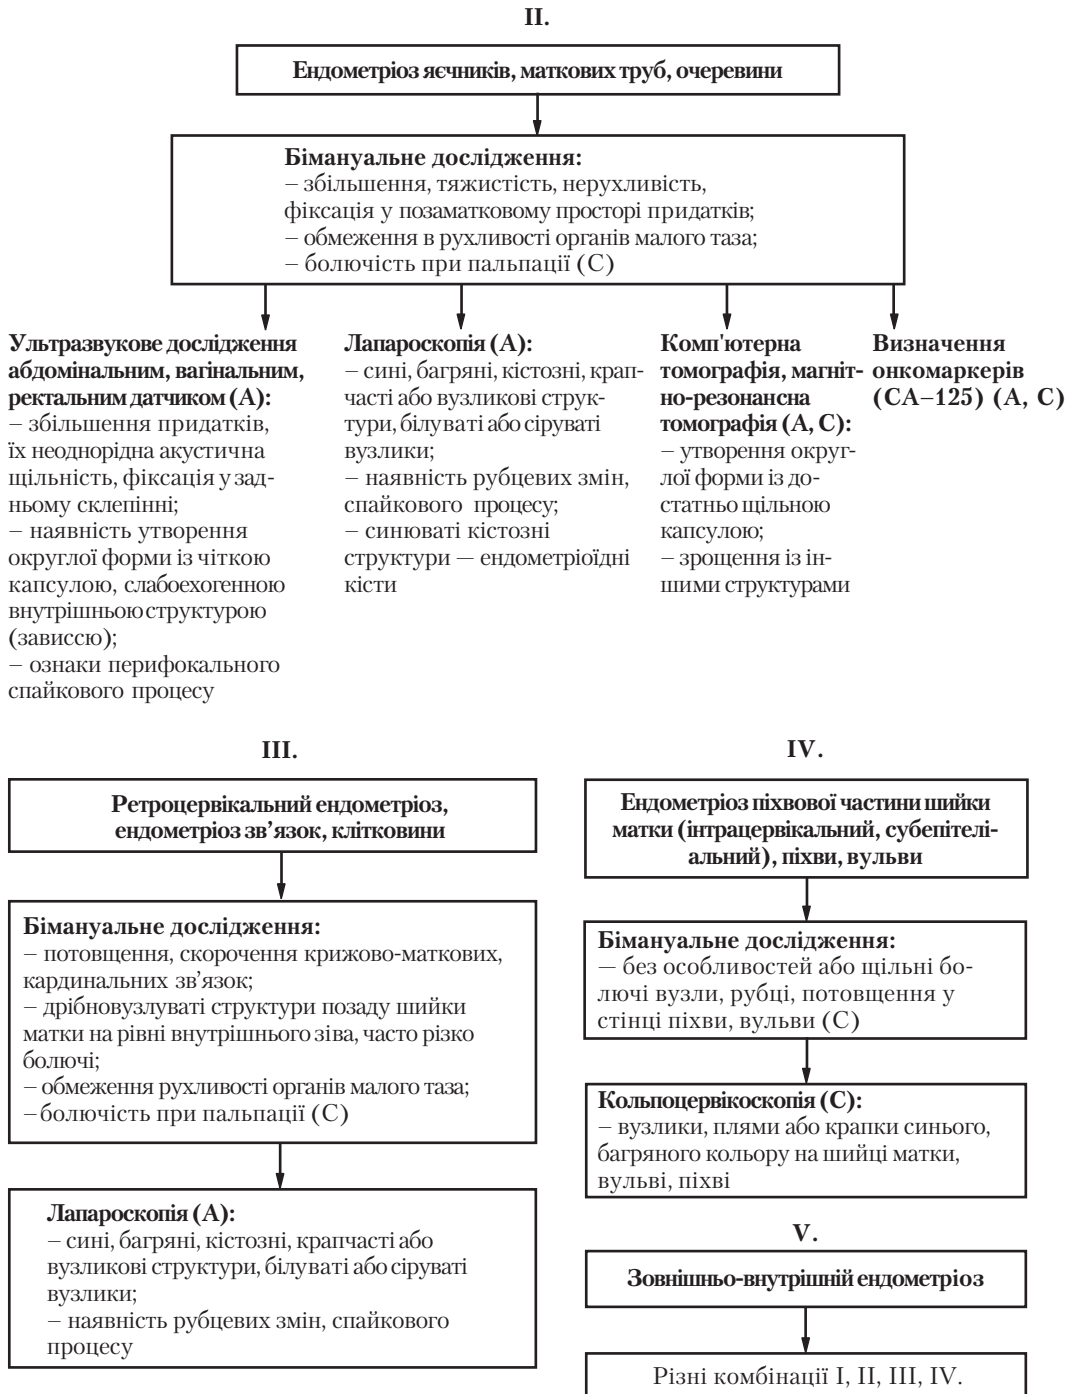 II.
Ендометріоз яєчників, маткових труб, очеревини
Бімануальне дослідження:
– збільшення, тяжистість, нерухливість,
фіксація у позаматковому просторі придатків;
– обмеження в рухливості органів малого таза;
– болючість при пальпації (С)
Ультразвукове дослідження
абдомінальним, вагінальним,
ректальним датчиком (А):
– збільшення придатків,
їх неоднорідна акустична
щільність, фіксація у зад-
ньому склепінні;
– наявність утворення
округлої форми із чіткою
капсулою, слабоехогенною
внутрішньою структурою
(зависсю);
– ознаки перифокального
спайкового процесу
Лапароскопія (А):
– сині, багряні, кістозні, крап-
часті або вузликові струк-
тури, білуваті або сіруваті
вузлики;
– наявність рубцевих змін,
спайкового процесу;
– синюваті кістозні
структури — ендометріоїдні
кісти
Комп'ютерна
томографія, магніт-
но-резонансна
томографія (А, С):
– утворення округ-
лої форми із до-
статньо щільною
капсулою;
– зрощення із ін-
шими структурами
Визначення
онкомаркерів
(СА–125) (А, С)
III.
Ретроцервікальний ендометріоз,
ендометріоз зв’язок, клітковини
Бімануальне дослідження:
– потовщення, скорочення крижово-маткових,
кардинальних зв’язок;
– дрібновузлуваті структури позаду шийки
матки на рівні внутрішнього зіва, часто різко
болючі;
– обмеження рухливості органів малого таза;
– болючість при пальпації (С)
Лапароскопія (А):
– сині, багряні, кістозні, крапчасті або
вузликові структури, білуваті або сіруваті
вузлики;
– наявність рубцевих змін, спайкового
процесу
IV.
Ендометріоз піхвової частини шийки
матки (інтрацервікальний, субепітелі-
альний), піхви, вульви
Бімануальне дослідження:
— без особливостей або щільні бо-
лючі вузли, рубці, потовщення у
стінці піхви, вульви (С)
Кольпоцервікоскопія (С):
– вузлики, плями або крапки синього,
багряного кольору на шийці матки,
вульві, піхві
V.
Зовнішньо-внутрішній ендометріоз
Різні комбінації I, II, III, IV.